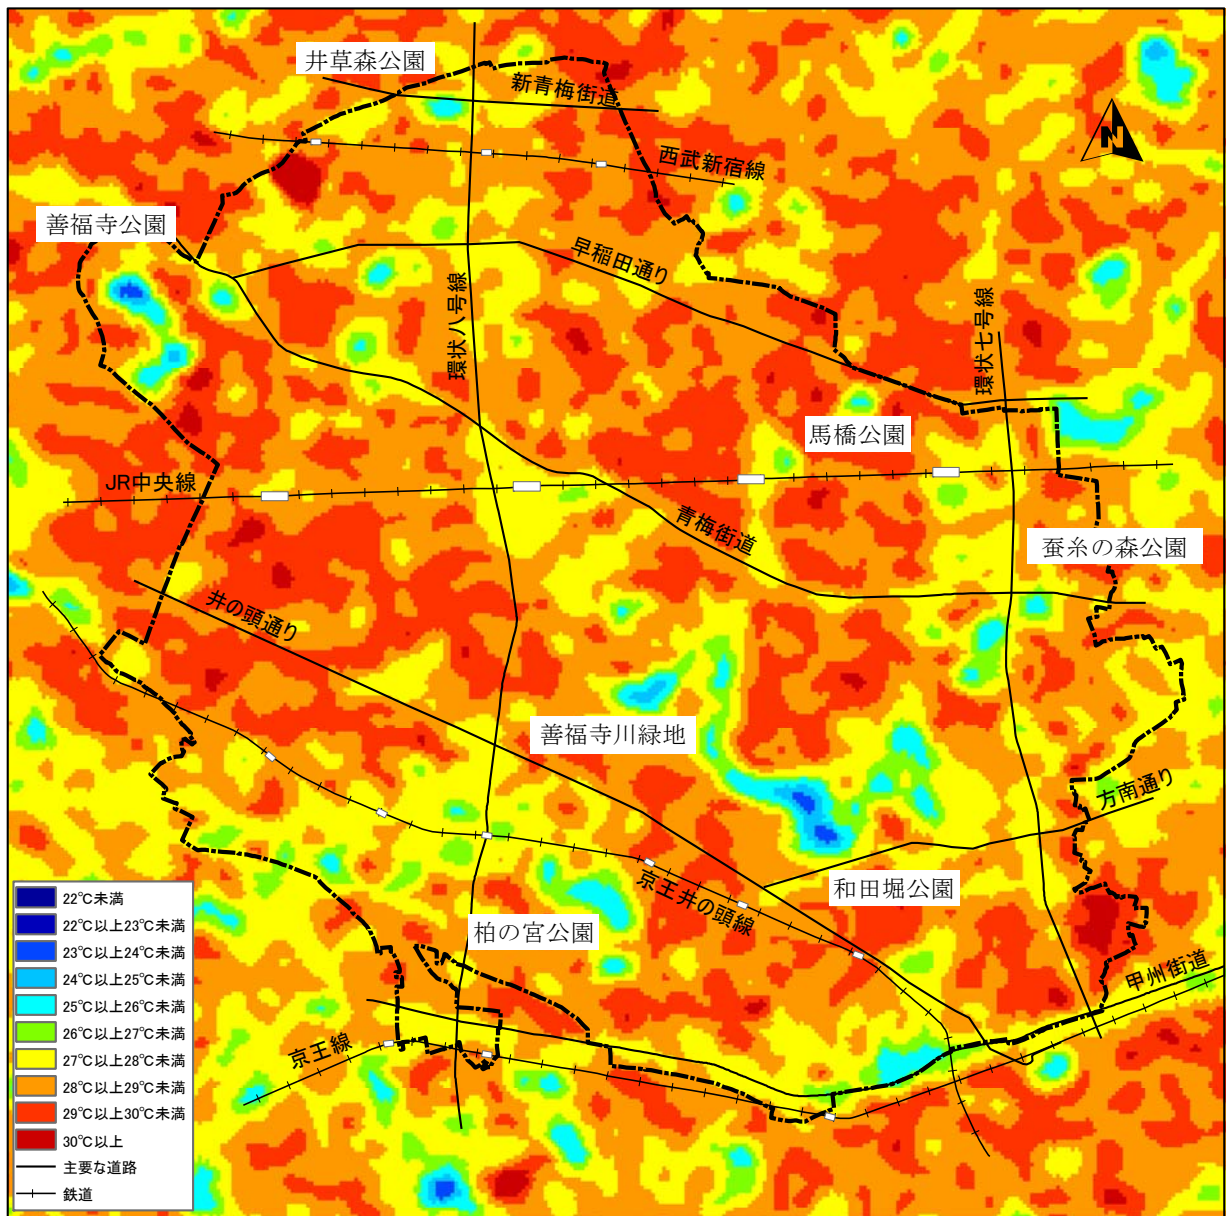 井草森公園
新青梅街道
西武新宿線
N
善福寺公園
早稲田通り
環状八号線
環状七号線
馬橋公園
JR中央線
青梅街道
蚕糸の森公園
井の頭通り
善福寺川緑地
方南通り
京王井の頭線
和田堀公園
柏の宮公園
甲州街道
京王線
22℃未満
22℃以上23℃未満
23℃以上24℃未満
24℃以上25℃未満
25℃以上26℃未満
26℃以上27℃未満
27℃以上28℃未満
28℃以上29℃未満
29℃以上30℃未満
30℃以上
主要な道路
鉄道